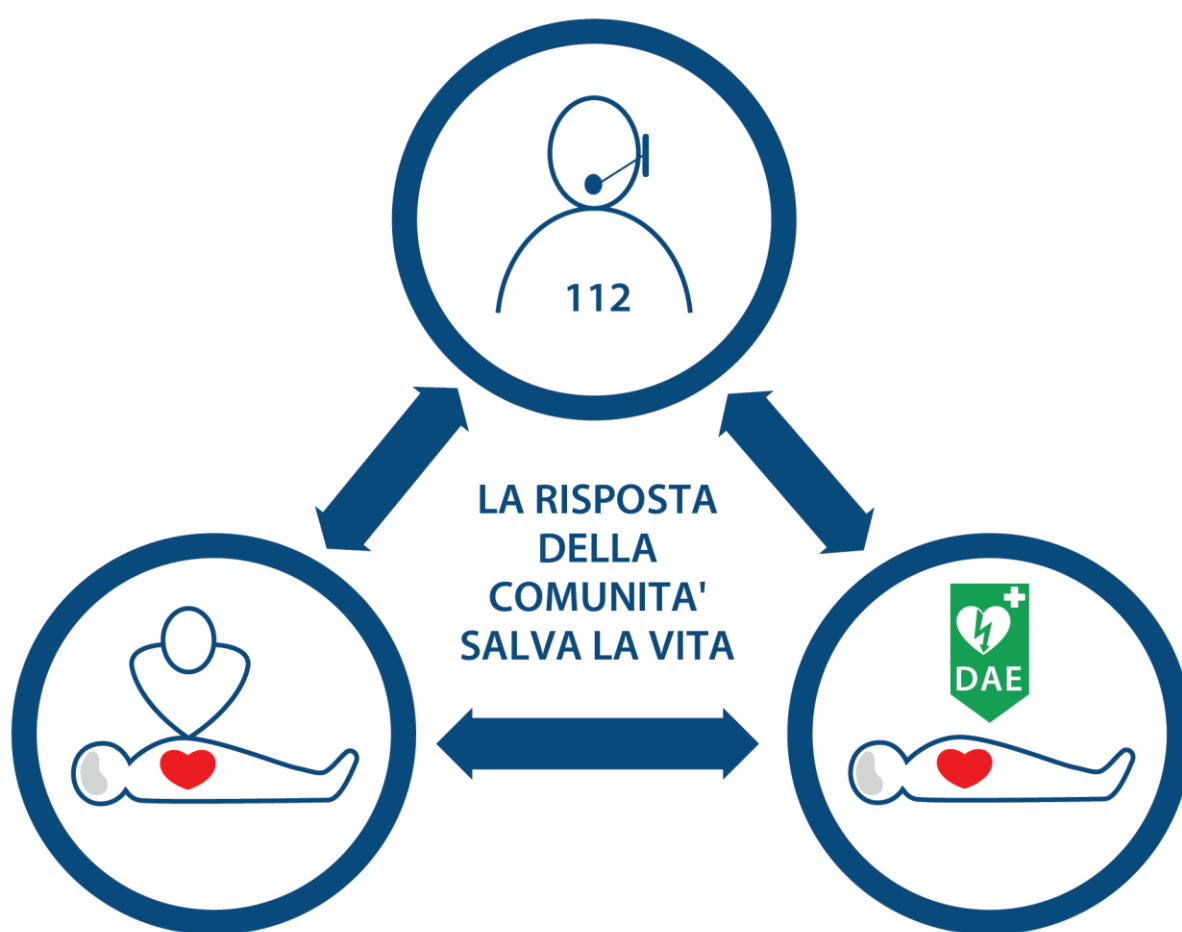 112
LA RISPOSTA
DELLA
COMUNITA'
SALVA LA VITA
DAE